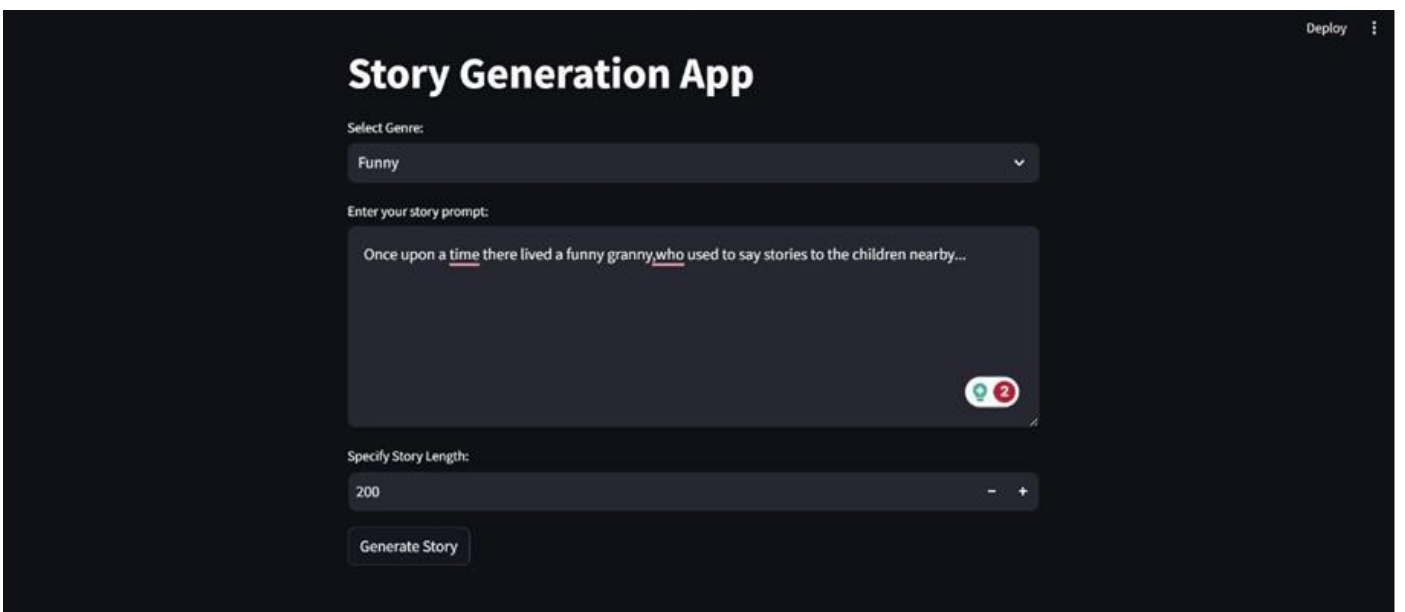 Deploy
Story Generation App
Select Genre:
Funny
Enter your story prompt:
Once upon a time there lived a funny granny,who used to say stories to the children nearby...
2
Specify Story Length:
200
- +
Generate Story